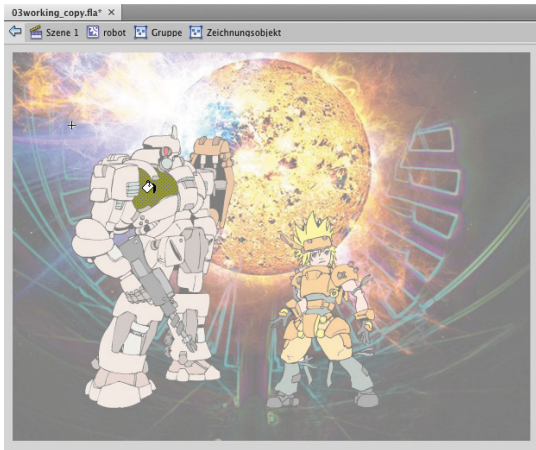 03working_copy.fla* ×
Szene 1 robot Gruppe Zeichnungsobjekt